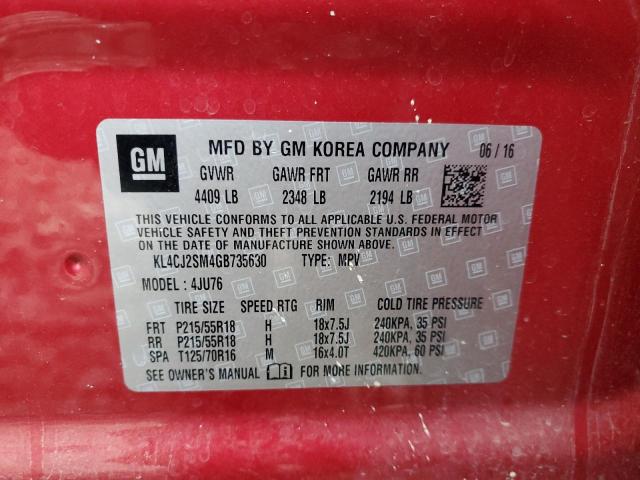 GM MFD BY GM KOREA COMPANY 06 / 16
GVWR GAWR FRT GAWR RR
4409 LB 2348 LB 2194 LB
THIS VEHICLE CONFORMS TO ALL APPLICABLE U.S. FEDERAL MOTOR
VEHICLE SAFETY AND THEFT PREVENTION STANDARDS IN EFFECT
ON THE DATE OF MANUFACTURE SHOWN ABOVE.
KL4CJ2SM4GB735630 TYPE: MPV
MODEL : 4JU76
TIRE SIZE SPEED RTG RIM COLD TIRE PRESSURE
FRT P215/55R18 H 18x7.5J 240KPA, 35 PSI
RR P215/55R18 H 18x7.5J 240KPA, 35 PSI
SPA T125/70R16 M 16x4.0T 420KPA, 60 PSI
SEE OWNER'S MANUAL FOR MORE INFORMATION.